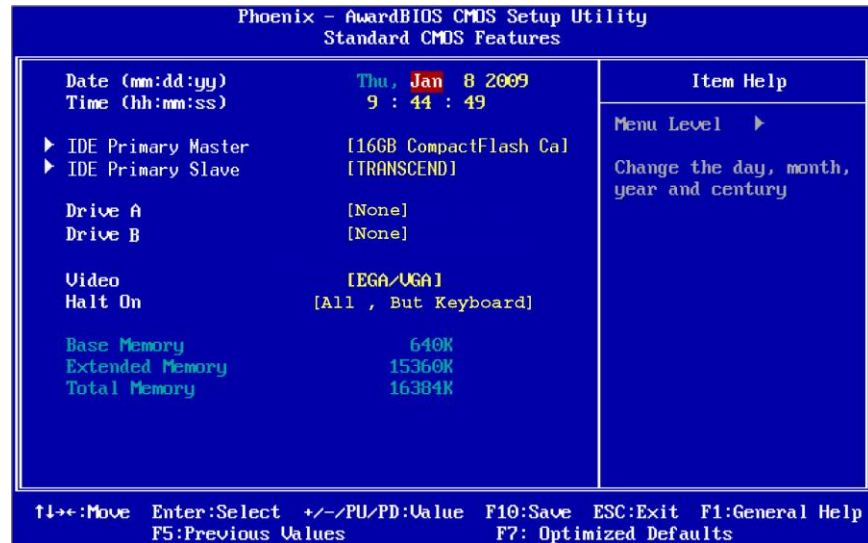 Phoenix - AwardBIOS CMOS Setup Utility
Standard CMOS Features
Date (mm:dd:yy) Thu, Jan 8 2009
Time (hh:mm:ss) 9 : 44 : 49
IDE Primary Master [16GB CompactFlash Ca]
IDE Primary Slave [TRANSCEND]
Drive A [None]
Drive B [None]
Video [EGA/VGA]
Halt On [All , But Keyboard]
Base Memory 640K
Extended Memory 15360K
Total Memory 16384K
Item Help
Menu Level ▶
Change the day, month,
year and century
↑↓→←:Move Enter:Select +/-/PU/PD:Value F10:Save ESC:Exit F1:General Help
F5:Previous Values F7: Optimized Defaults